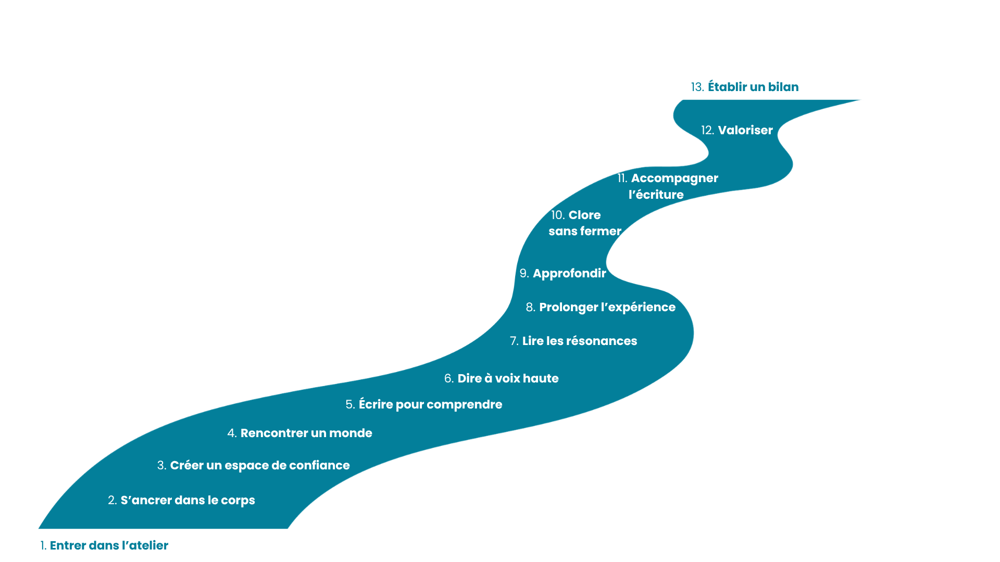 13. Établir un bilan
12. Valoriser
11. Accompagner
l’écriture
10. Clore
sans fermer
9. Approfondir
8. Prolonger l’expérience
7. Lire les résonances
6. Dire à voix haute
5. Écrire pour comprendre
4. Rencontrer un monde
3. Créer un espace de confiance
2. S’ancrer dans le corps
1. Entrer dans l’atelier